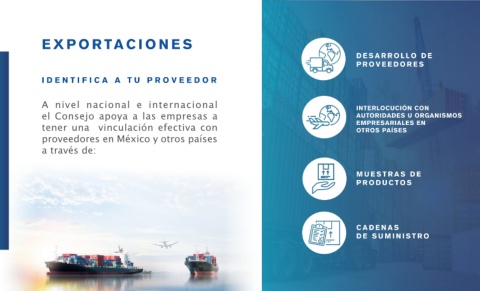 EXPORTACIONES
IDENTIFICA A TU PROVEEDOR
A nivel nacional e internacional
el Consejo apoya a las empresas a
tener una vinculación efectiva con
proveedores en México y otros países
a través de:
DESARROLLO DE
PROVEEDORES
INTERLOCUCIÓN CON
AUTORIDADES U ORGANISMOS
EMPRESARIALES EN
OTROS PAÍSES
MUESTRAS DE
PRODUCTOS
CADENAS
DE SUMINISTRO